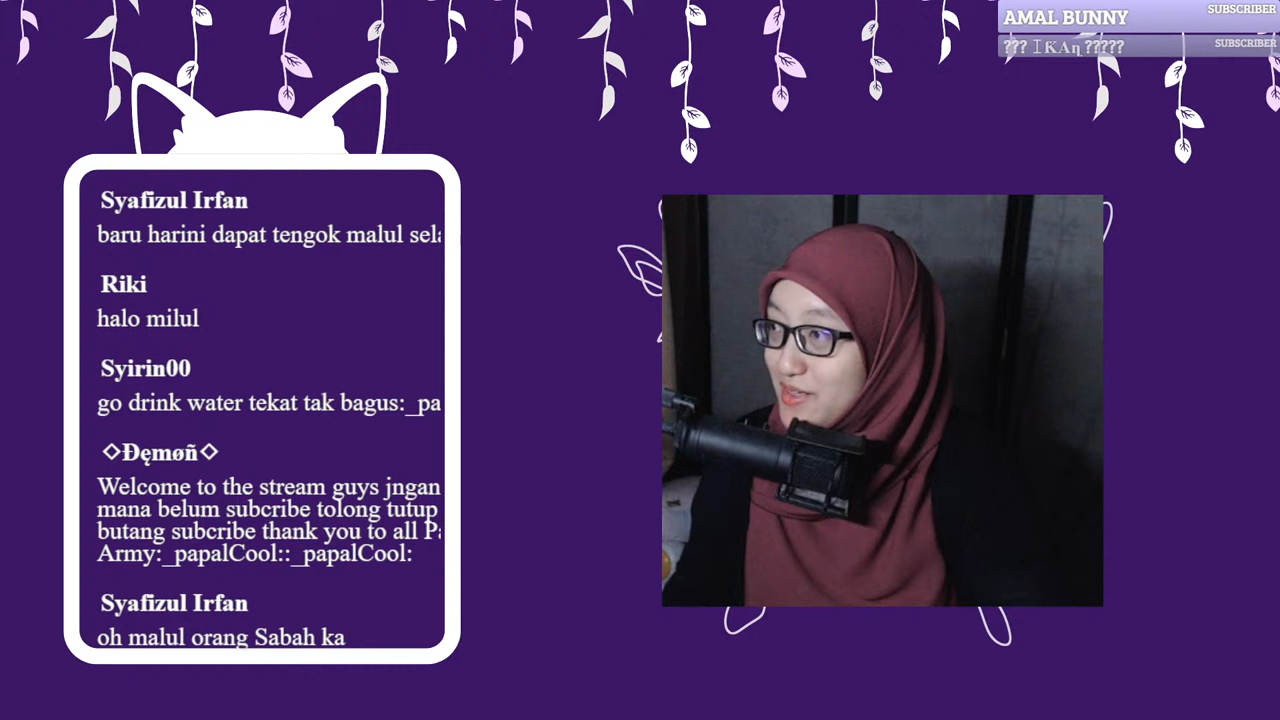 SUBSCRIBER
AMAL BUNNY
SUBSCRIBER
??? ꕯKAη ?????
Syafizul Irfan
baru harini dapat tengok malul
Riki
halo milul
Syirin00
go drink water tekat tak bagus:_pa
◇Đęmøñ◇
Welcome to the stream guys jngan
mana belum subcribe tolong tutup
butang subcribe thank you to all
Army:_papalCool::_papalCool:
Syafizul Irfan
oh malul orang Sabah ka